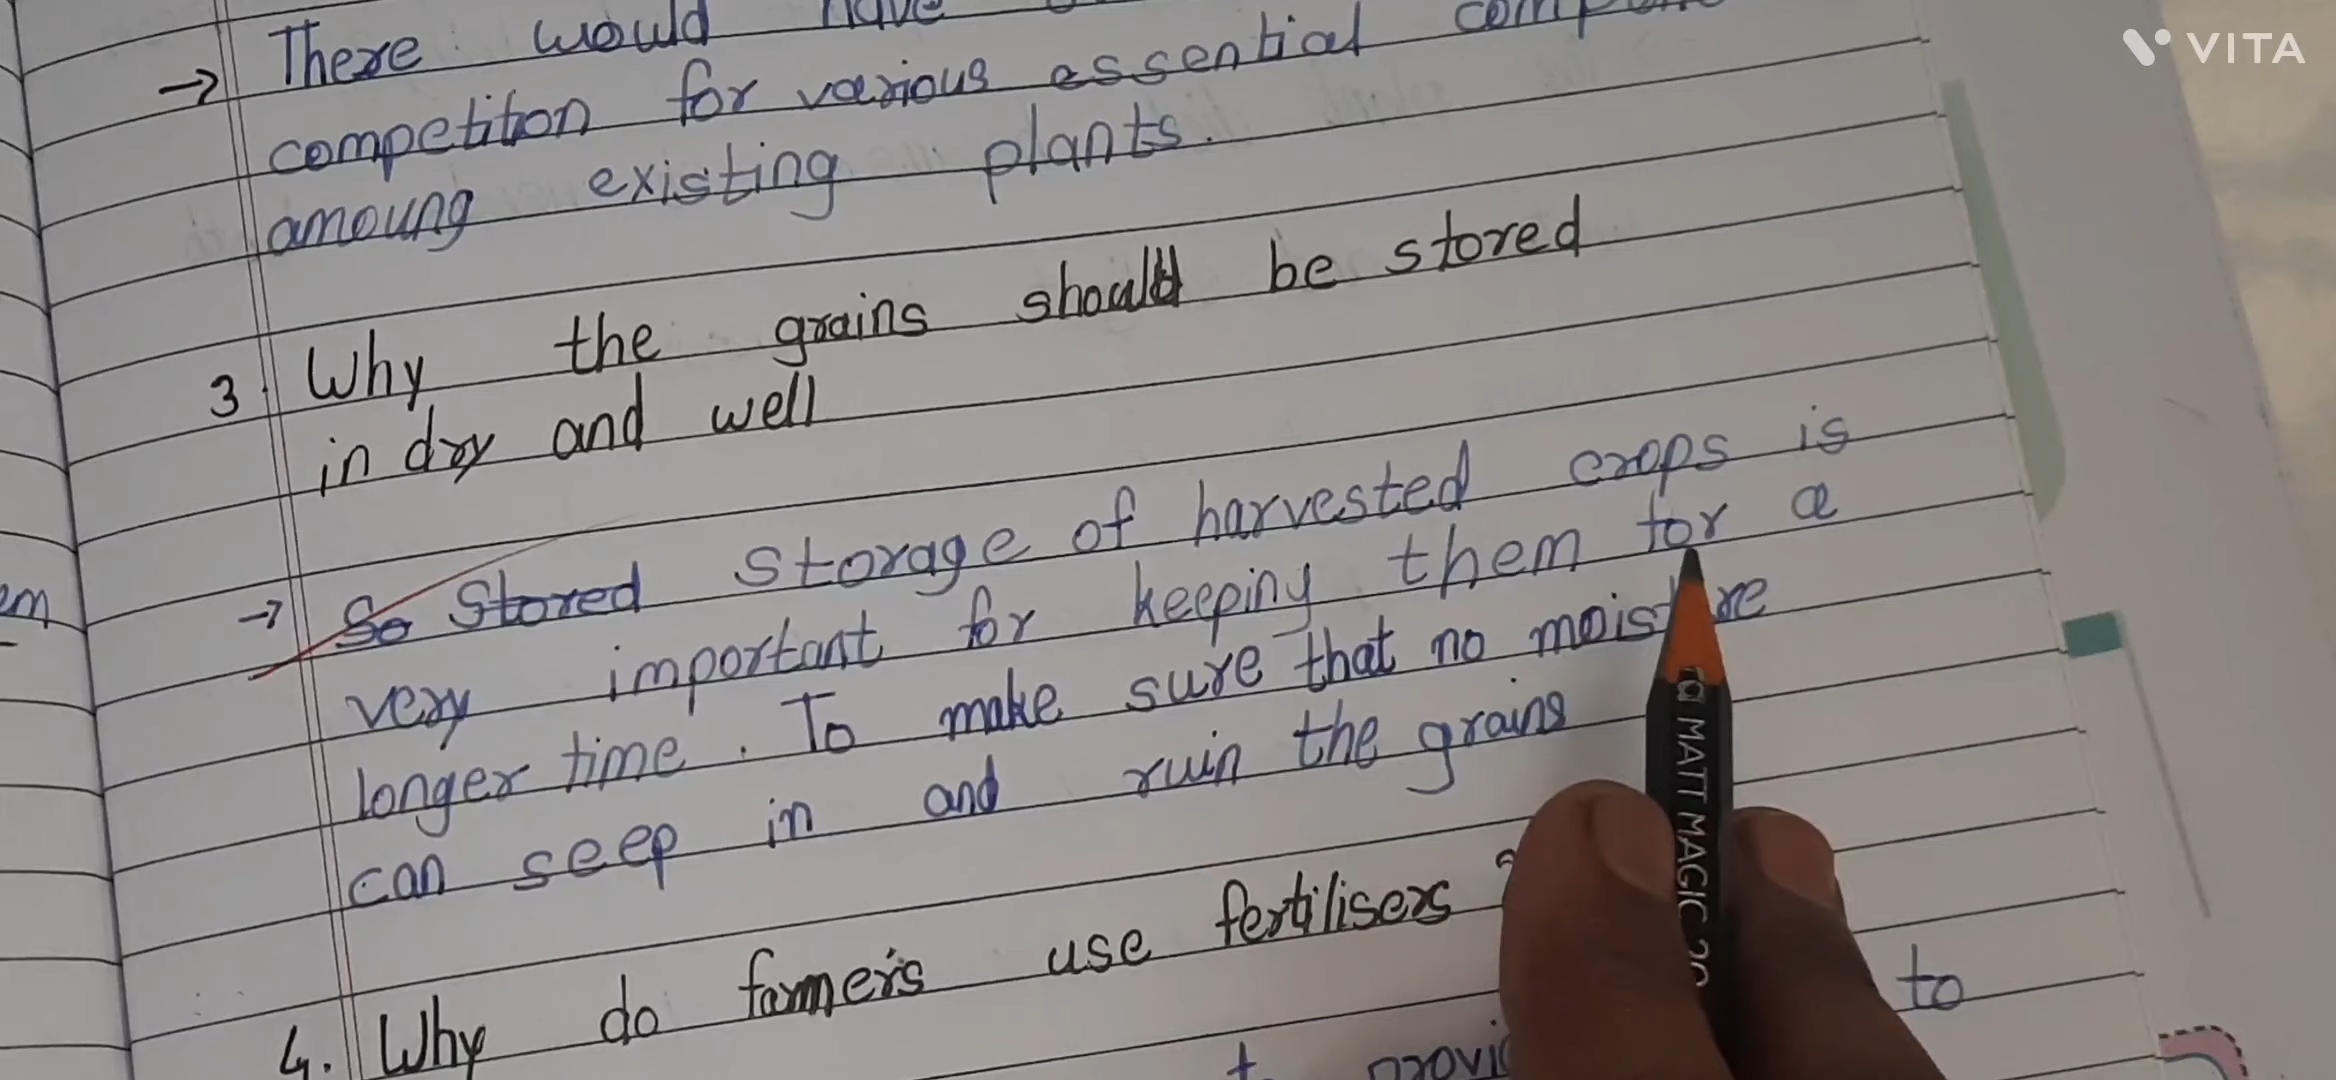 VITA
→ There would have
competition for various essential
amoung existing plants.
3. Why the grains should be stored
in dry and well
→ So Stored storage of harvested crops is
very important for keeping them for a
longer time. To make sure that no moisture
can seep in and ruin the grains
4. Why do farmers use fertilisers ?
to
em
MATT MAGIC 2